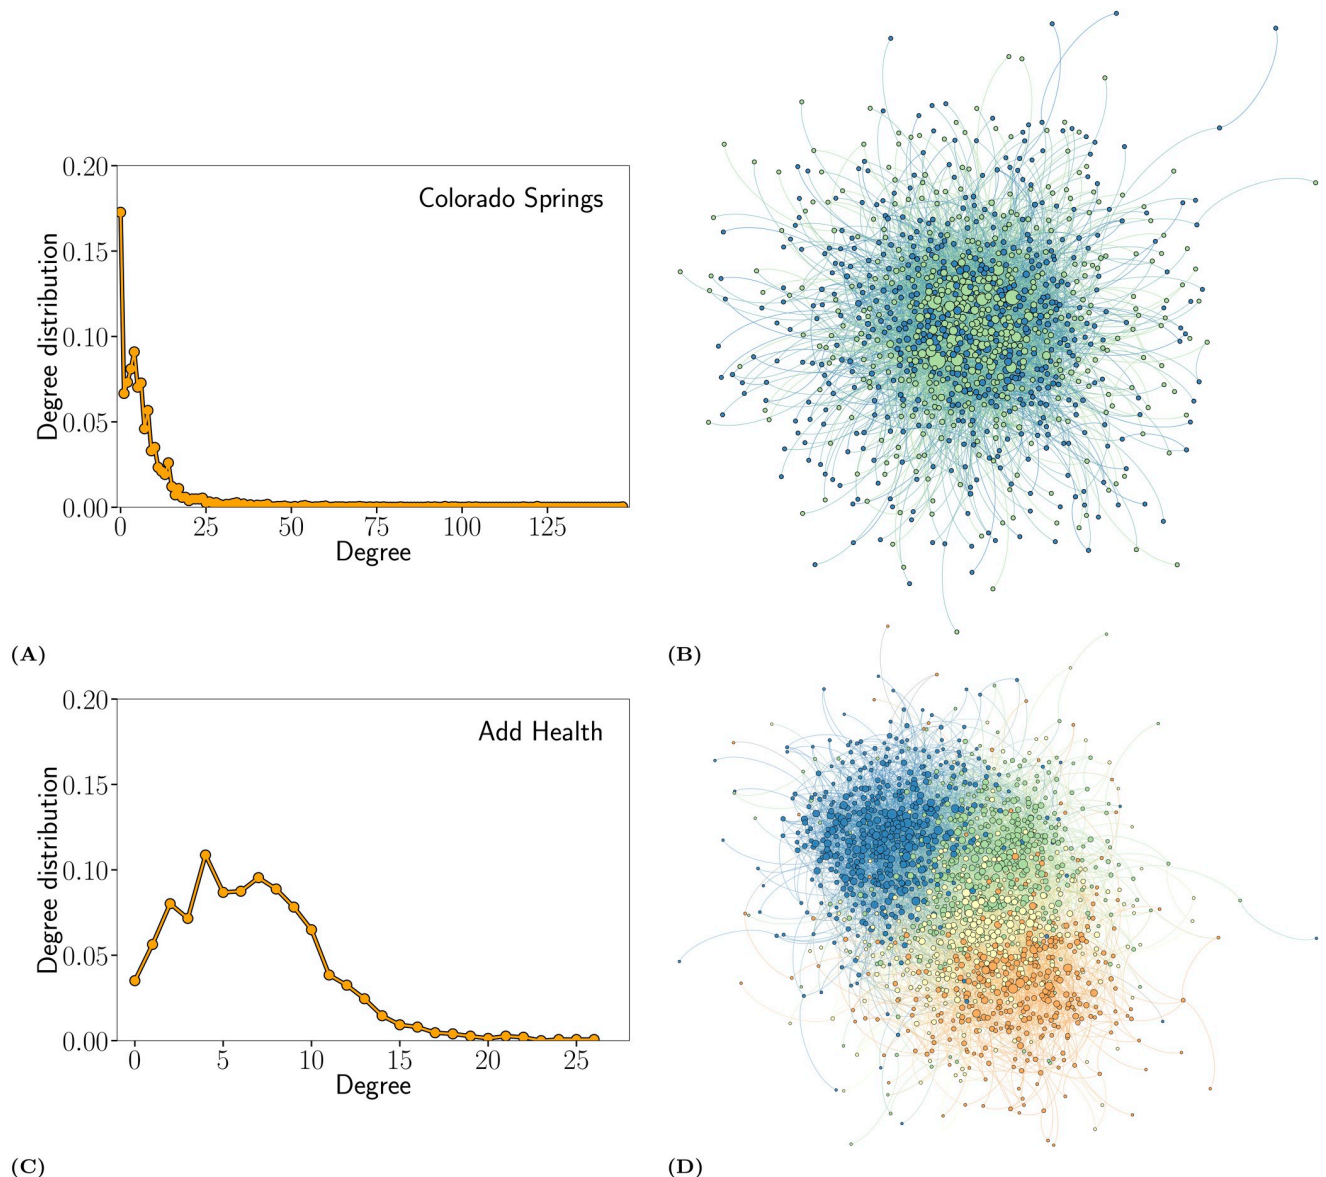 Colorado Springs
Degree distribution
0.20
0.15
0.10
0.05
0.00
0 25 50 75 100 125
Degree
(A)
(B)
Add Health
Degree distribution
0.20
0.15
0.10
0.05
0.00
0 5 10 15 20 25
Degree
(C)
(D)